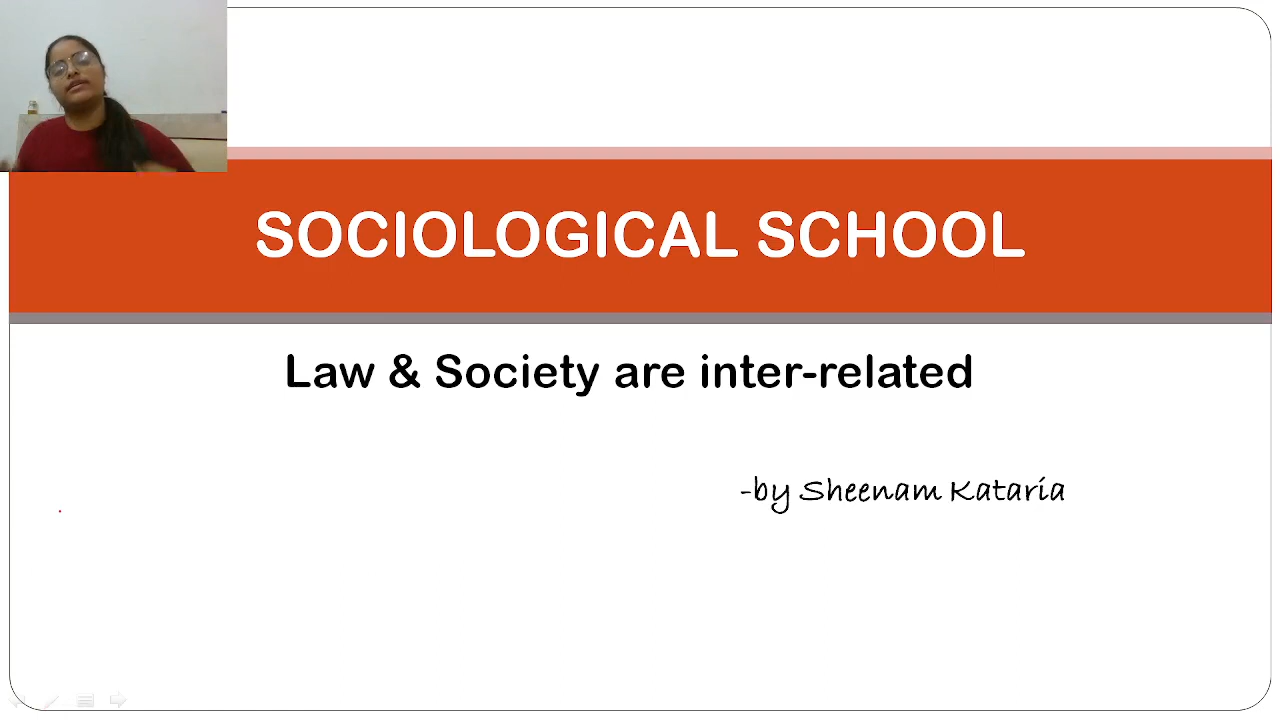 SOCIOLOGICAL SCHOOL
Law & Society are inter-related
-by Sheenam Kataria